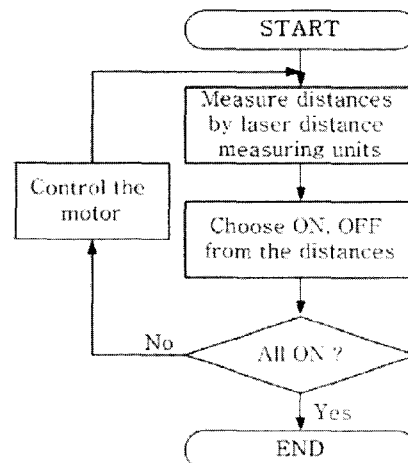 START
Measure distances
by laser distance
measuring units
Control the
motor
Choose ON, OFF
from the distances
No
All ON ?
Yes
END